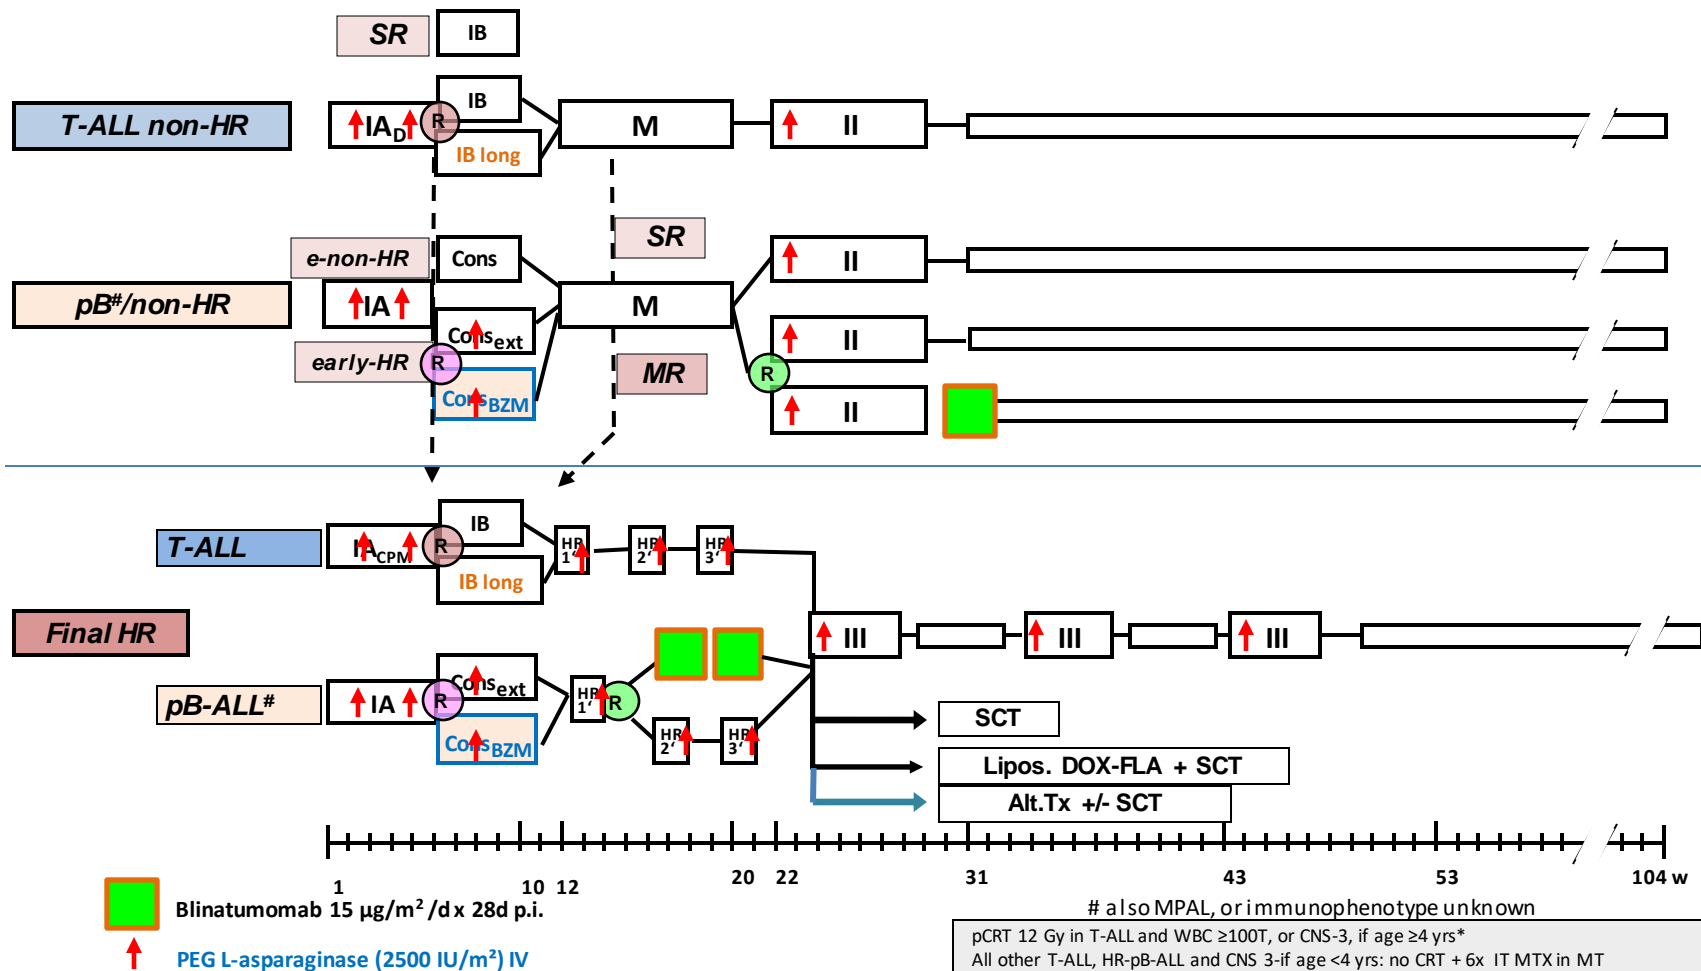 SR
IB
T-ALL non-HR
IA_D
R
IB
IB long
M
II
SR
e-non-HR
Cons
II
pB#/non-HR
IA
M
Cons_ext
II
early-HR
R
MR
R
Cons_BZM
II
T-ALL
IA_CPM
R
IB
IB long
HR 1‘
HR 2‘
HR 3‘
Final HR
III
III
III
pB-ALL#
IA
R
Cons_ext
Cons_BZM
HR 1‘
R
HR 2‘
HR 3‘
SCT
Lipos. DOX-FLA + SCT
Alt.Tx +/- SCT
1 10 12 20 22 31 43 53 104 w
Blinatumomab 15 µg/m²/d x 28d p.i.
PEG L-asparaginase (2500 IU/m²) IV
# also MPAL, or immunophenotype unknown
pCRT 12 Gy in T-ALL and WBC ≥100T, or CNS-3, if age ≥4 yrs*
All other T-ALL, HR-pB-ALL and CNS 3-if age <4 yrs: no CRT + 6x IT MTX in MT